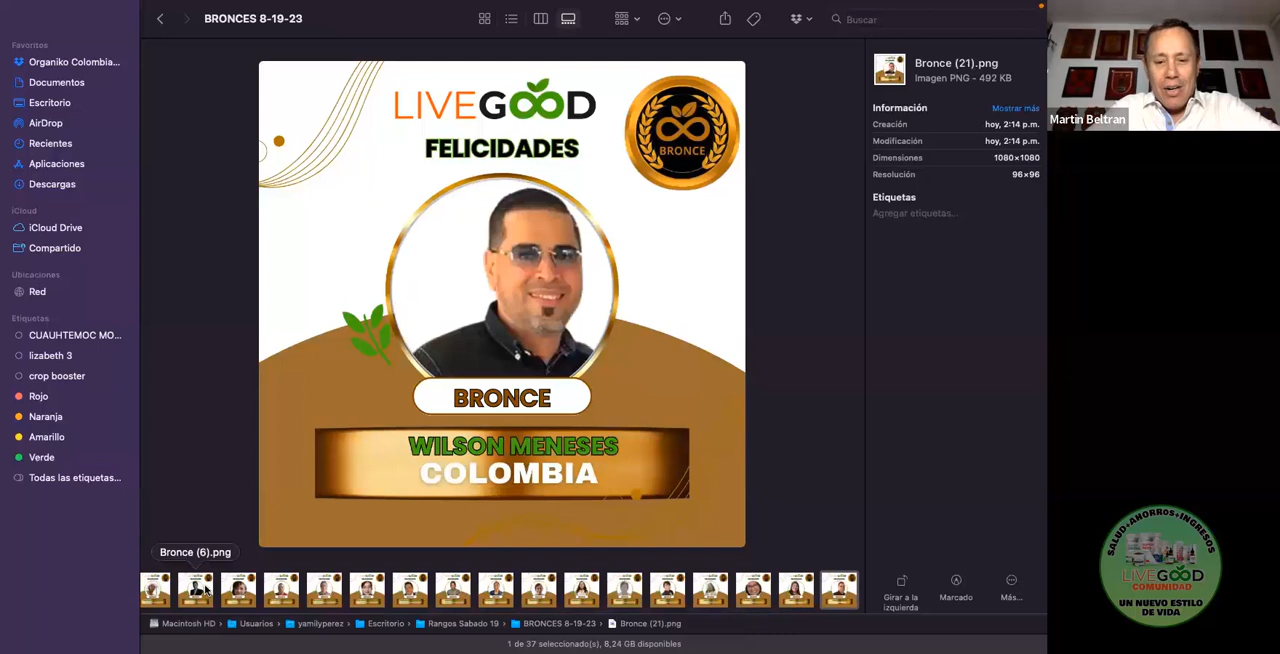 BRONCES 8-19-23
Buscar
Favoritos
Organiko Colombia...
Documentos
Escritorio
AirDrop
Recientes
Aplicaciones
Descargas
iCloud
iCloud Drive
Compartido
Ubicaciones
Red
Etiquetas
CUAUHTEMOC MO...
lizabeth 3
crop booster
Rojo
Naranja
Amarillo
Verde
Todas las etiquetas...
LIVEGOOD
FELICIDADES
BRONCE
BRONCE
WILSON MENESES
COLOMBIA
Bronce (21).png
Imagen PNG - 492 KB
Información
Mostrar más
Creación hoy, 2:14 p.m.
Modificación hoy, 2:14 p.m.
Dimensiones 1080×1080
Resolución 96×96
Etiquetas
Agregar etiquetas...
Martin Beltran
Bronce (6).png
Girar a la
izquierda
Marcado
Más...
SALUD+AHORROS+INGRESOS
LIVEGOOD
COMUNIDAD
UN NUEVO ESTILO
DE VIDA
Macintosh HD › Usuarios › yamilyperez › Escritorio › Rangos Sabado 19 › BRONCES 8-19-23 › Bronce (21).png
1 de 37 seleccionado(s), 8,24 GB disponibles